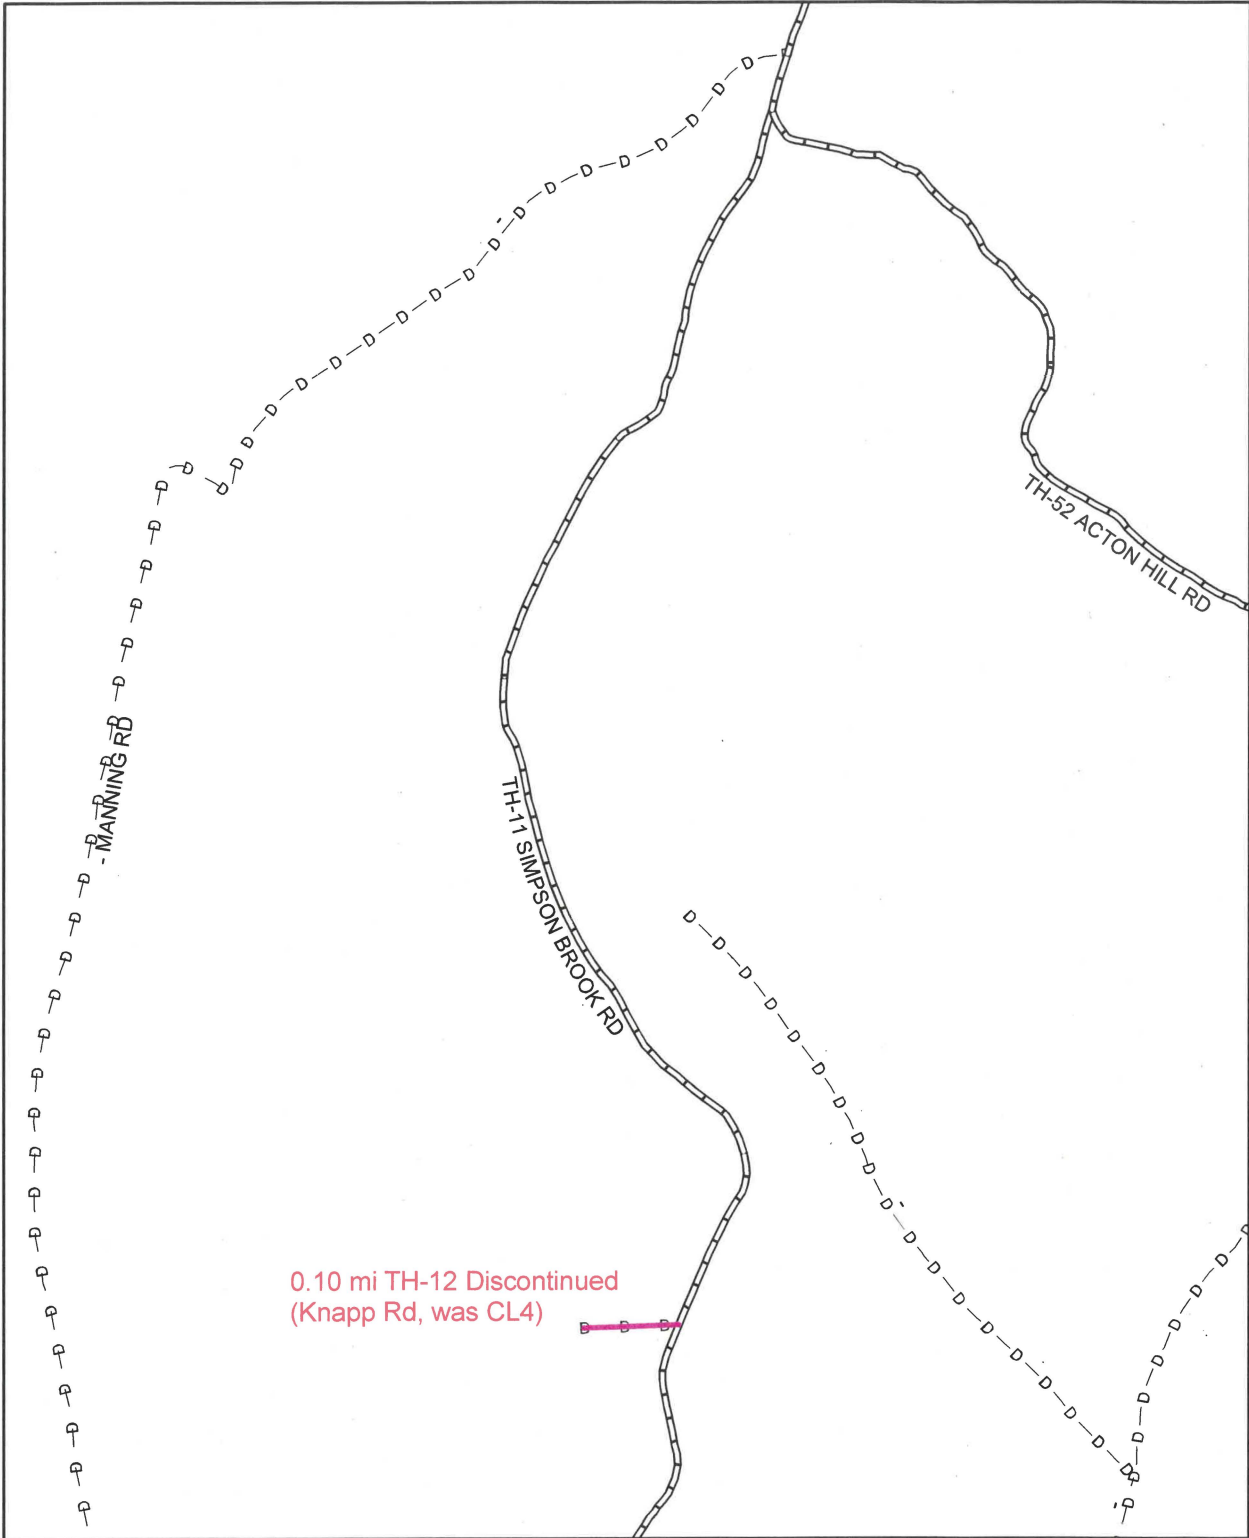 TH-52 ACTON HILL RD
- MANNING RD
TH-11 SIMPSON BROOK RD
0.10 mi TH-12 Discontinued
(Knapp Rd, was CL4)